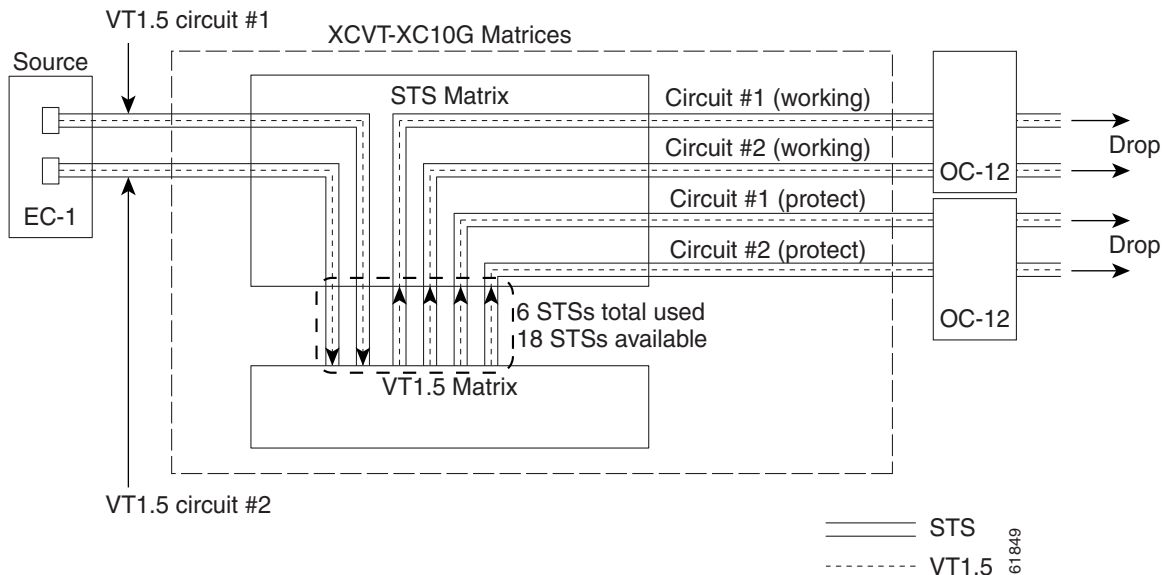 VT1.5 circuit #1
XCVT-XC10G Matrices
Source
STS Matrix
Circuit #1 (working)
Drop
Circuit #2 (working)
OC-12
EC-1
Circuit #1 (protect)
Drop
Circuit #2 (protect)
OC-12
6 STSs total used
18 STSs available
VT1.5 Matrix
VT1.5 circuit #2
STS
VT1.5
61849